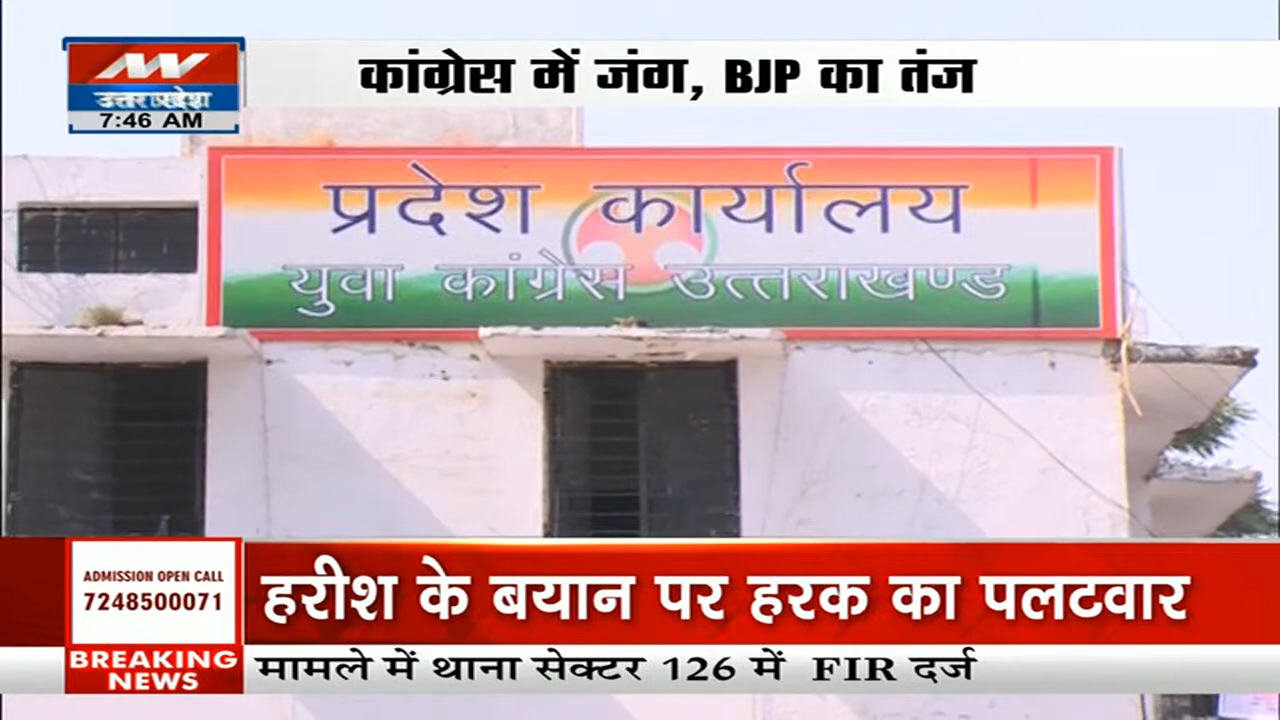 कांग्रेस में जंग, BJP का तंज
उत्तर प्रदेश
7:46 AM
प्रदेश कार्यालय
युवा कांग्रेस उत्तराखण्ड
ADMISSION OPEN CALL
7248500071
हरीश के बयान पर हरक का पलटवार
BREAKING NEWS
मामले में थाना सेक्टर 126 में FIR दर्ज